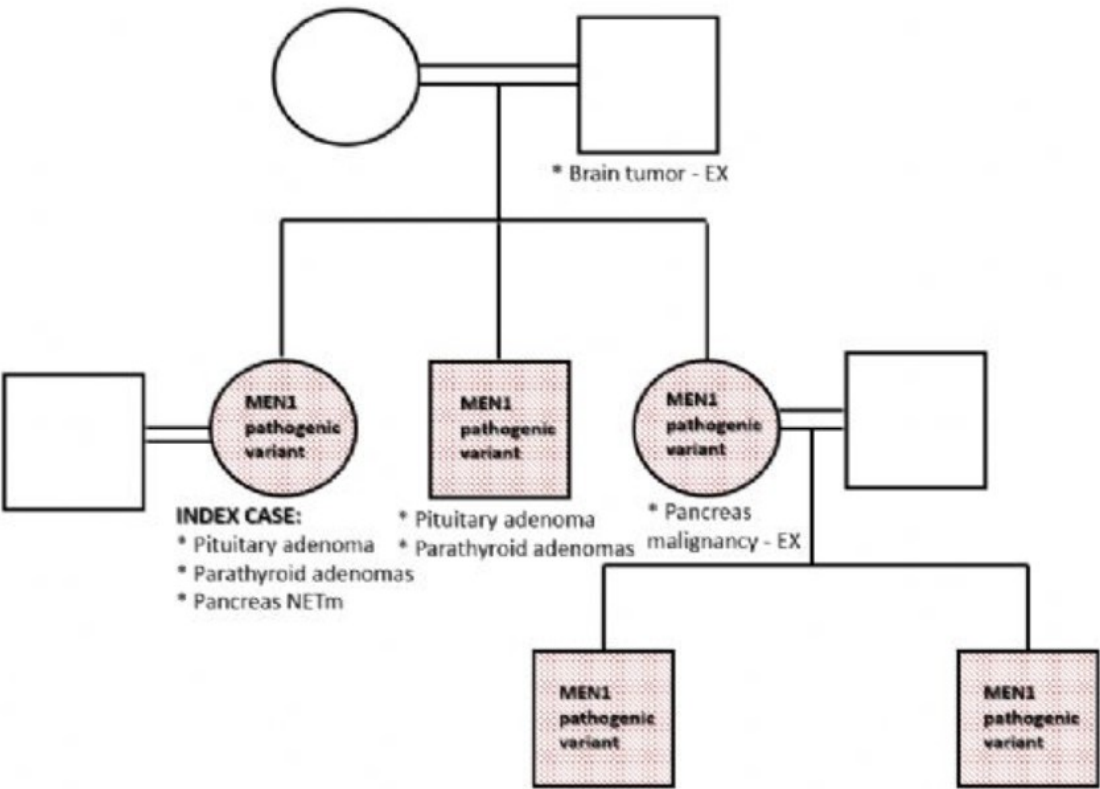 * Brain tumor - EX
MEN1
pathogenic
variant
MEN1
pathogenic
variant
MEN1
pathogenic
variant
INDEX CASE:
* Pituitary adenoma
* Parathyroid adenomas
* Pancreas NETm
* Pituitary adenoma
* Parathyroid adenomas
* Pancreas
malignancy - EX
MEN1
pathogenic
variant
MEN1
pathogenic
variant